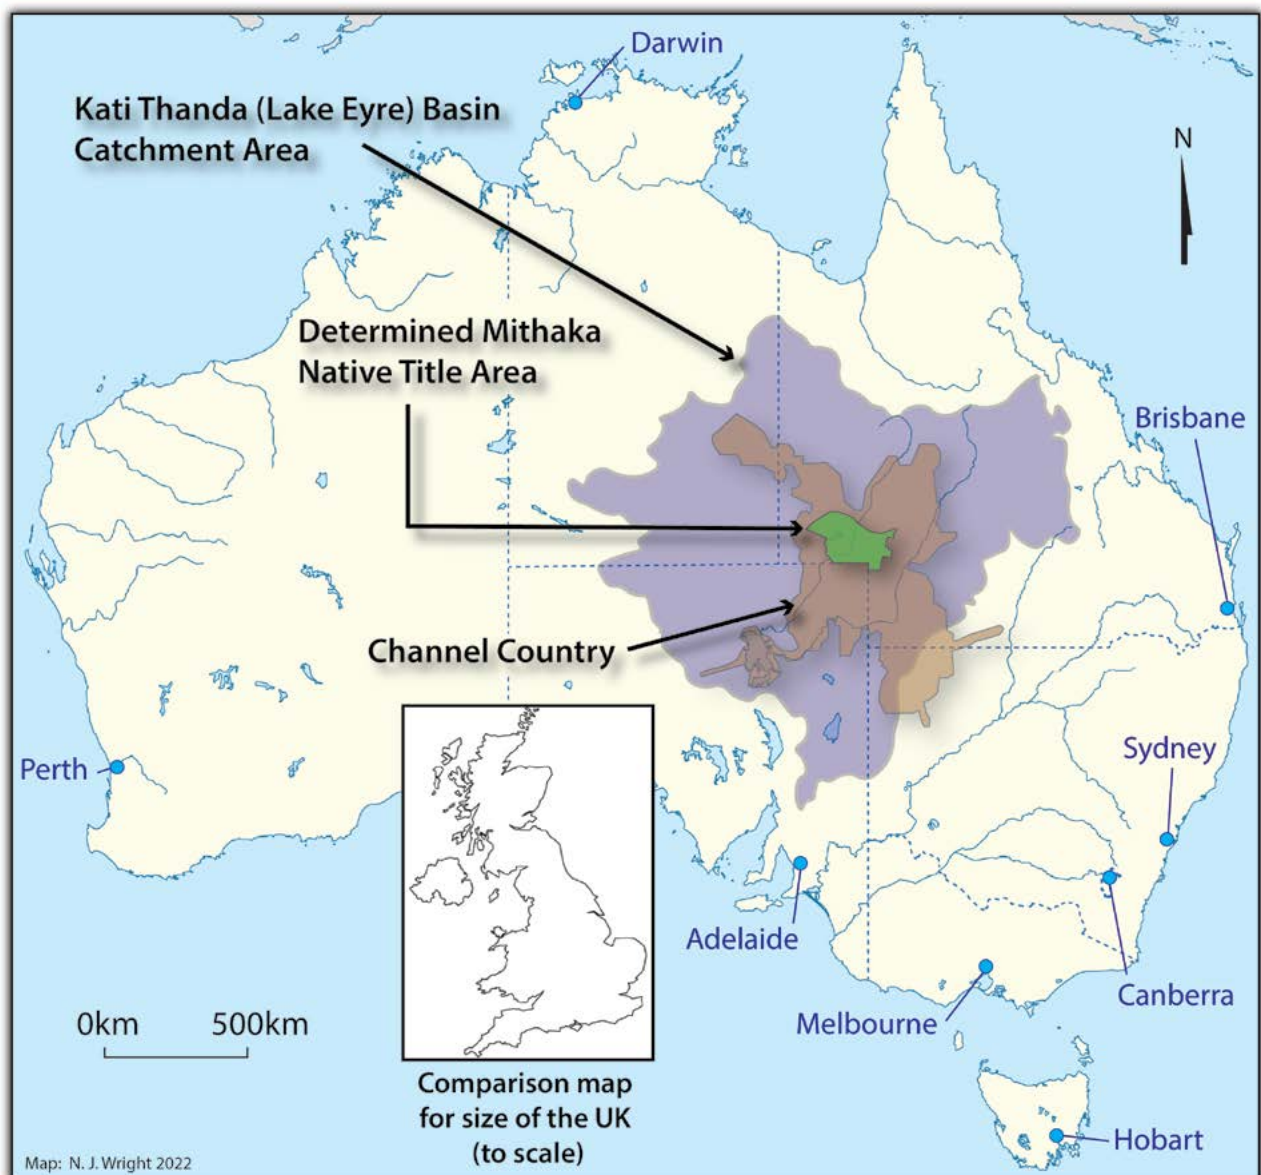 Darwin
Kati Thanda (Lake Eyre) Basin
Catchment Area
N
Determined Mithaka
Native Title Area
Brisbane
Channel Country
Sydney
Perth
Adelaide
Canberra
0km 500km
Melbourne
Comparison map
for size of the UK
(to scale)
Hobart
Map: N. J. Wright 2022